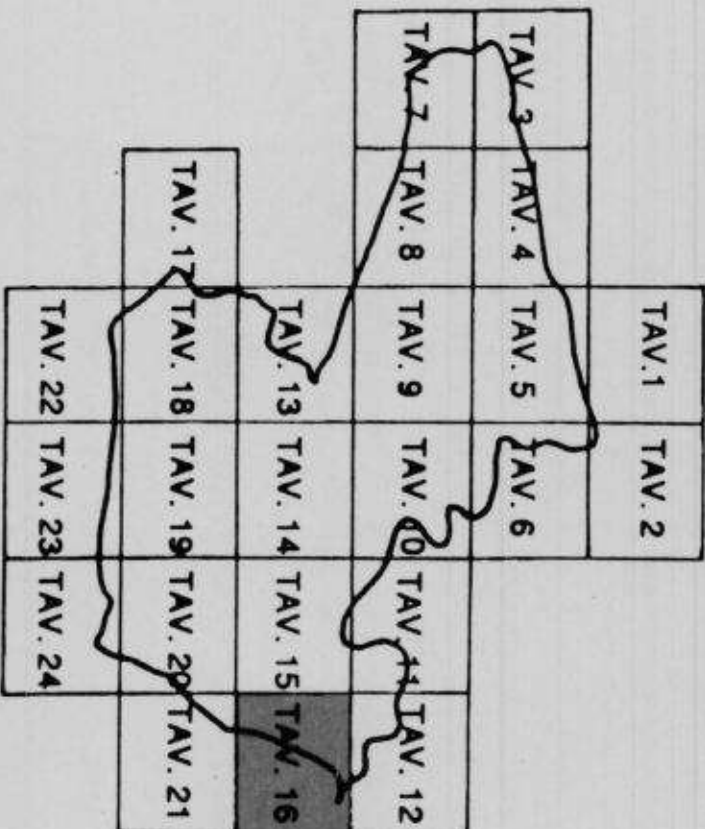 TAV.1 TAV. 2
TAV. 3 TAV. 4 TAV. 5 TAV. 6
TAV. 7 TAV. 8 TAV. 9 TAV. 10 TAV. 11 TAV. 12
TAV. 13 TAV. 14 TAV. 15 TAV. 16
TAV. 17 TAV. 18 TAV. 19 TAV. 20 TAV. 21
TAV. 22 TAV. 23 TAV. 24